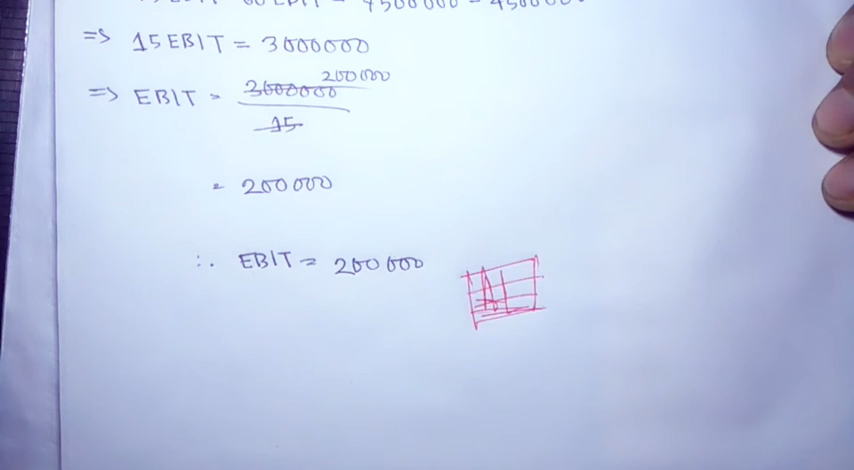 ⇒ 15 EBIT = 3000000
⇒ EBIT = 3000000 200000
15
= 200000
∴ EBIT = 200000